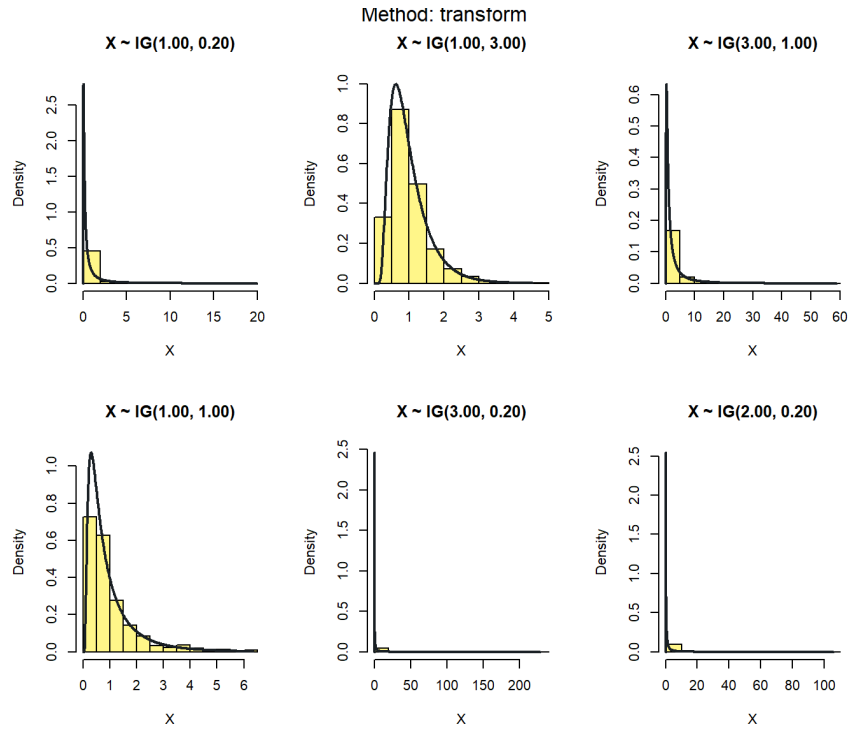 Method: transform
X ~ IG(1.00, 0.20)
Density
0.0 0.5 1.0 1.5 2.0 2.5
0 5 10 15 20
X
X ~ IG(1.00, 3.00)
Density
0.0 0.2 0.4 0.6 0.8 1.0
0 1 2 3 4 5
X
X ~ IG(3.00, 1.00)
Density
0.0 0.1 0.2 0.3 0.4 0.5 0.6
0 10 20 30 40 50 60
X
X ~ IG(1.00, 1.00)
Density
0.0 0.2 0.4 0.6 0.8 1.0
0 1 2 3 4 5 6
X
X ~ IG(3.00, 0.20)
Density
0.0 0.5 1.0 1.5 2.0 2.5
0 50 100 150 200
X
X ~ IG(2.00, 0.20)
Density
0.0 0.5 1.0 1.5 2.0 2.5
0 20 40 60 80 100
X